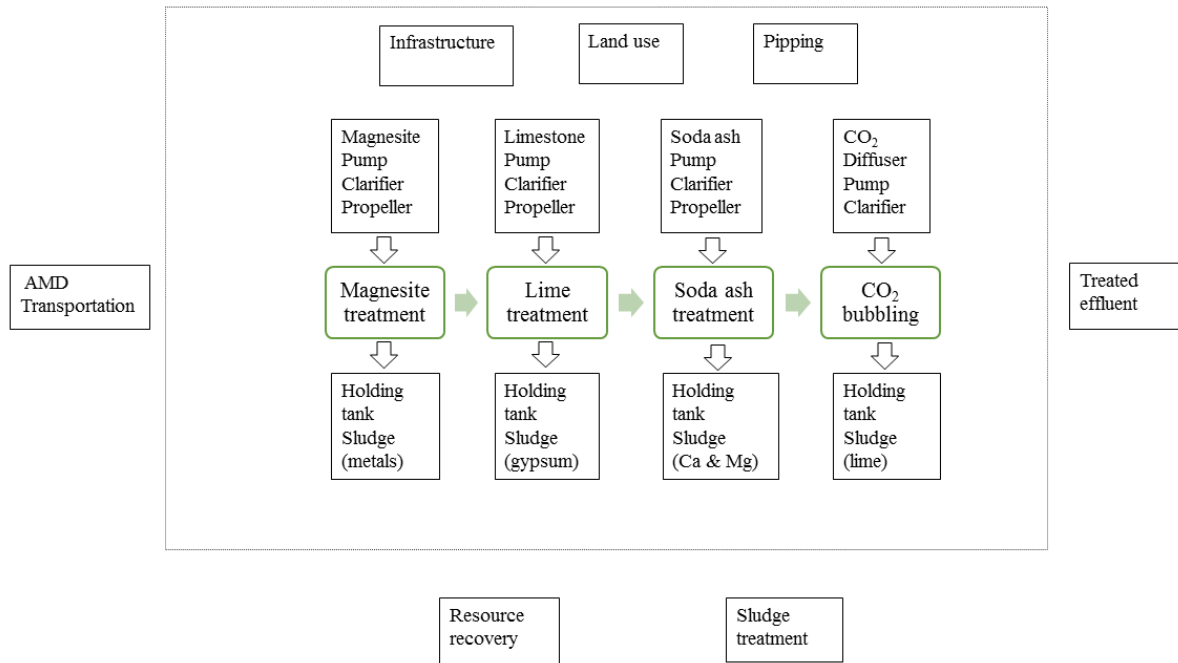 Infrastructure
Land use
Pipping
Magnesite
Pump
Clarifier
Propeller
Limestone
Pump
Clarifier
Propeller
Soda ash
Pump
Clarifier
Propeller
CO₂
Diffuser
Pump
Clarifier
AMD
Transportation
Magnesite
treatment
Lime
treatment
Soda ash
treatment
CO₂
bubbling
Treated
effluent
Holding
tank
Sludge
(metals)
Holding
tank
Sludge
(gypsum)
Holding
tank
Sludge
(Ca & Mg)
Holding
tank
Sludge
(lime)
Resource
recovery
Sludge
treatment